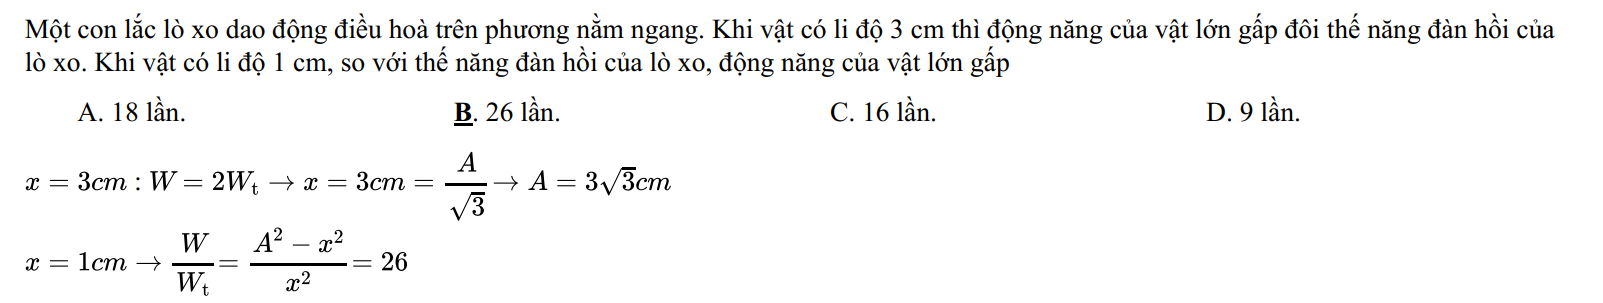 Một con lắc lò xo dao động điều hoà trên phương nằm ngang. Khi vật có li độ 3 cm thì động năng của vật lớn gấp đôi thế năng đàn hồi của
lò xo. Khi vật có li độ 1 cm, so với thế năng đàn hồi của lò xo, động năng của vật lớn gấp
A. 18 lần. B. 26 lần. C. 16 lần. D. 9 lần.
x = 3cm : W = 2W_t → x = 3cm = \frac{A}{\sqrt{3}} → A = 3\sqrt{3}cm
x = 1cm → \frac{W}{W_t} = \frac{A^2 − x^2}{x^2} = 26